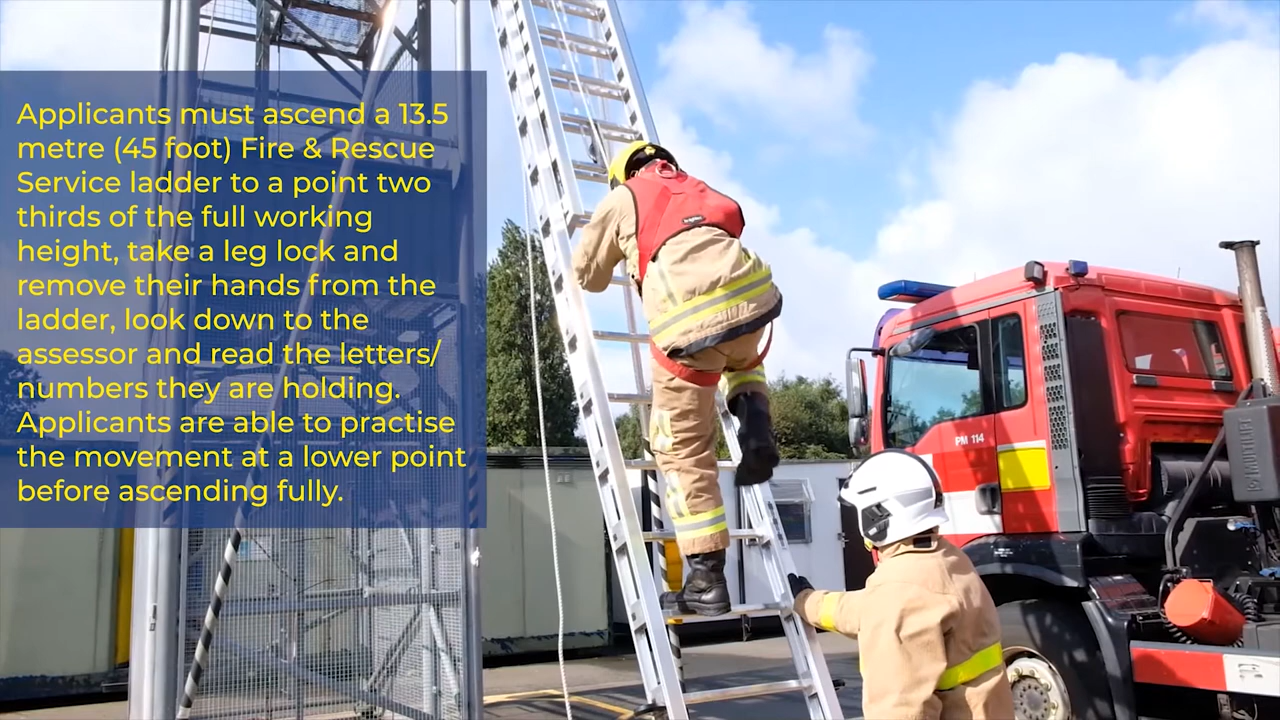 Applicants must ascend a 13.5
metre (45 foot) Fire & Rescue
Service ladder to a point two
thirds of the full working
height, take a leg lock and
remove their hands from the
ladder, look down to the
assessor and read the letters/
numbers they are holding.
Applicants are able to practise
the movement at a lower point
before ascending fully.
PM 114
MULTILIFT